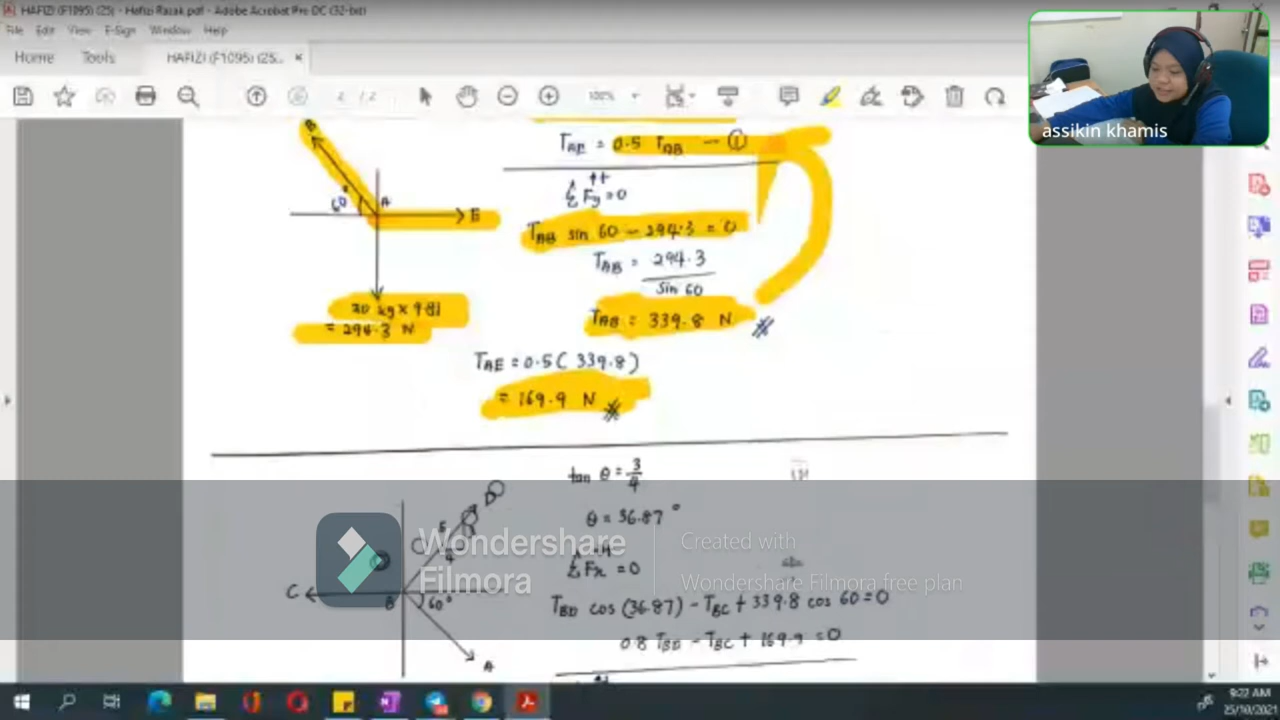 HAFIZI (F1095) (25) - Hafizi Razak.pdf - Adobe Acrobat Pro DC (32-bit)
File Edit View E-Sign Window Help
Home Tools HAFIZI (F1095) (25... ×
2 / 2
100%
assikin khamis
B
60°
A
E
30 kg × 9.81
= 294.3 N
TAE = 0.5 TAB — ①
ΣFy = 0
TAB sin 60 - 294.3 = 0
TAB = 294.3
sin 60
TAB = 339.8 N
TAE = 0.5 ( 339.8 )
= 169.9 N
tan θ = 3
4
θ = 36.87°
ΣFx = 0
TBD cos (36.87) - TBC + 339.8 cos 60 = 0
0.8 TBD - TBC + 169.9 = 0
D
C
B
60°
A
Wondershare
Filmora
Created with
Wondershare Filmora free plan
9:22 AM
25/10/2021